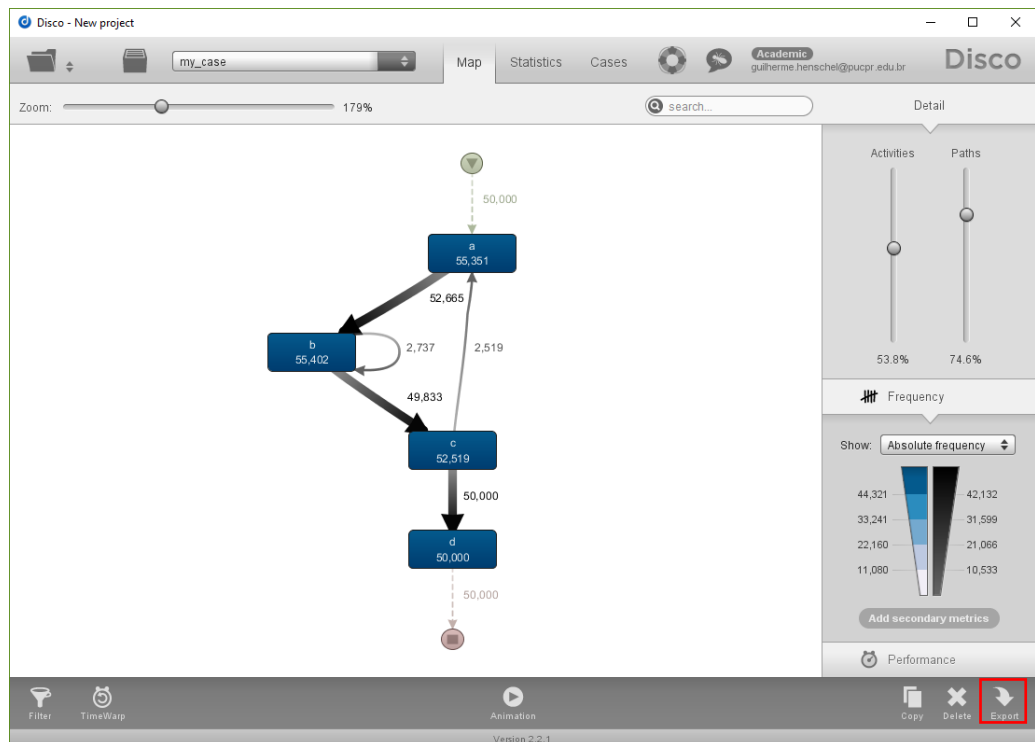 Disco - New project
my_case
Map
Statistics
Cases
Academic
guilherme.henschel@pucpr.edu.br
Disco
Zoom:
179%
search...
Detail
Activities
Paths
50,000
a
55,351
52,665
b
55,402
2,737
2,519
53.8%
74.6%
49,833
Frequency
c
52,519
Show:
Absolute frequency
50,000
44,321
42,132
33,241
31,599
d
50,000
22,160
21,066
11,080
10,533
50,000
Add secondary metrics
Performance
Filter
TimeWarp
Animation
Copy
Delete
Export
Version 2.2.1